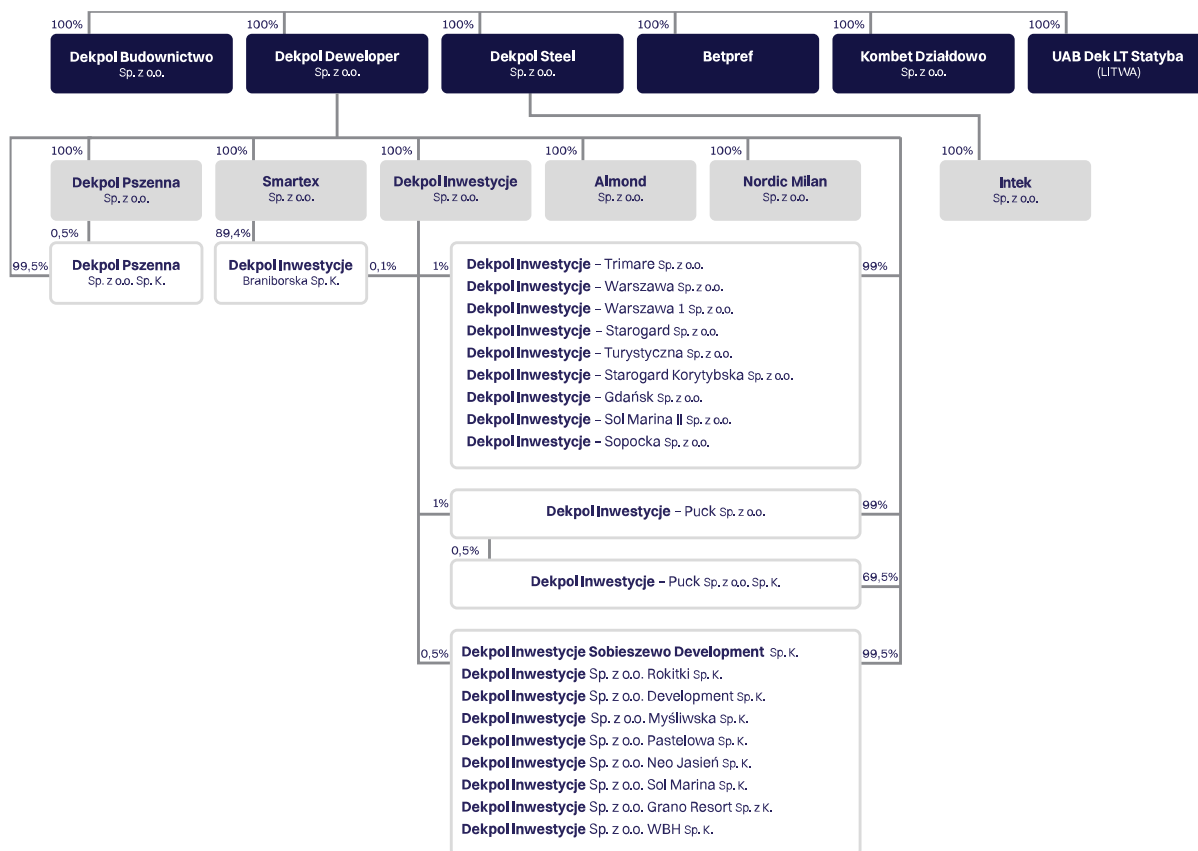 100%
100%
100%
100%
100%
100%
Dekpol Budownictwo
Sp. z o.o.
Dekpol Deweloper
Sp. z o.o.
Dekpol Steel
Sp. z o.o.
Betpref
Kombet Działdowo
Sp. z o.o.
UAB Dek LT Statyba
(LITWA)
100%
100%
100%
100%
100%
100%
Dekpol Pszenna
Sp. z o.o.
Smartex
Sp. z o.o.
Dekpol Inwestycje
Sp. z o.o.
Almond
Sp. z o.o.
Nordic Milan
Sp. z o.o.
Intek
Sp. z o.o.
0,5%
89,4%
99,5%
Dekpol Pszenna
Sp. z o.o. Sp. K.
Dekpol Inwestycje
Braniborska Sp. K.
0,1%
1%
99%
Dekpol Inwestycje – Trimare Sp. z o.o.
Dekpol Inwestycje – Warszawa Sp. z o.o.
Dekpol Inwestycje – Warszawa 1 Sp. z o.o.
Dekpol Inwestycje – Starogard Sp. z o.o.
Dekpol Inwestycje – Turystyczna Sp. z o.o.
Dekpol Inwestycje – Starogard Korytybska Sp. z o.o.
Dekpol Inwestycje – Gdańsk Sp. z o.o.
Dekpol Inwestycje – Sol Marina II Sp. z o.o.
Dekpol Inwestycje – Sopocka Sp. z o.o.
1%
Dekpol Inwestycje – Puck Sp. z o.o.
99%
0,5%
Dekpol Inwestycje – Puck Sp. z o.o. Sp. K.
69,5%
0,5%
99,5%
Dekpol Inwestycje Sobieszewo Development Sp. K.
Dekpol Inwestycje Sp. z o.o. Rokitki Sp. K.
Dekpol Inwestycje Sp. z o.o. Development Sp. K.
Dekpol Inwestycje Sp. z o.o. Myśliwska Sp. K.
Dekpol Inwestycje Sp. z o.o. Pastelowa Sp. K.
Dekpol Inwestycje Sp. z o.o. Neo Jasień Sp. K.
Dekpol Inwestycje Sp. z o.o. Sol Marina Sp. K.
Dekpol Inwestycje Sp. z o.o. Grano Resort Sp. z K.
Dekpol Inwestycje Sp. z o.o. WBH Sp. K.